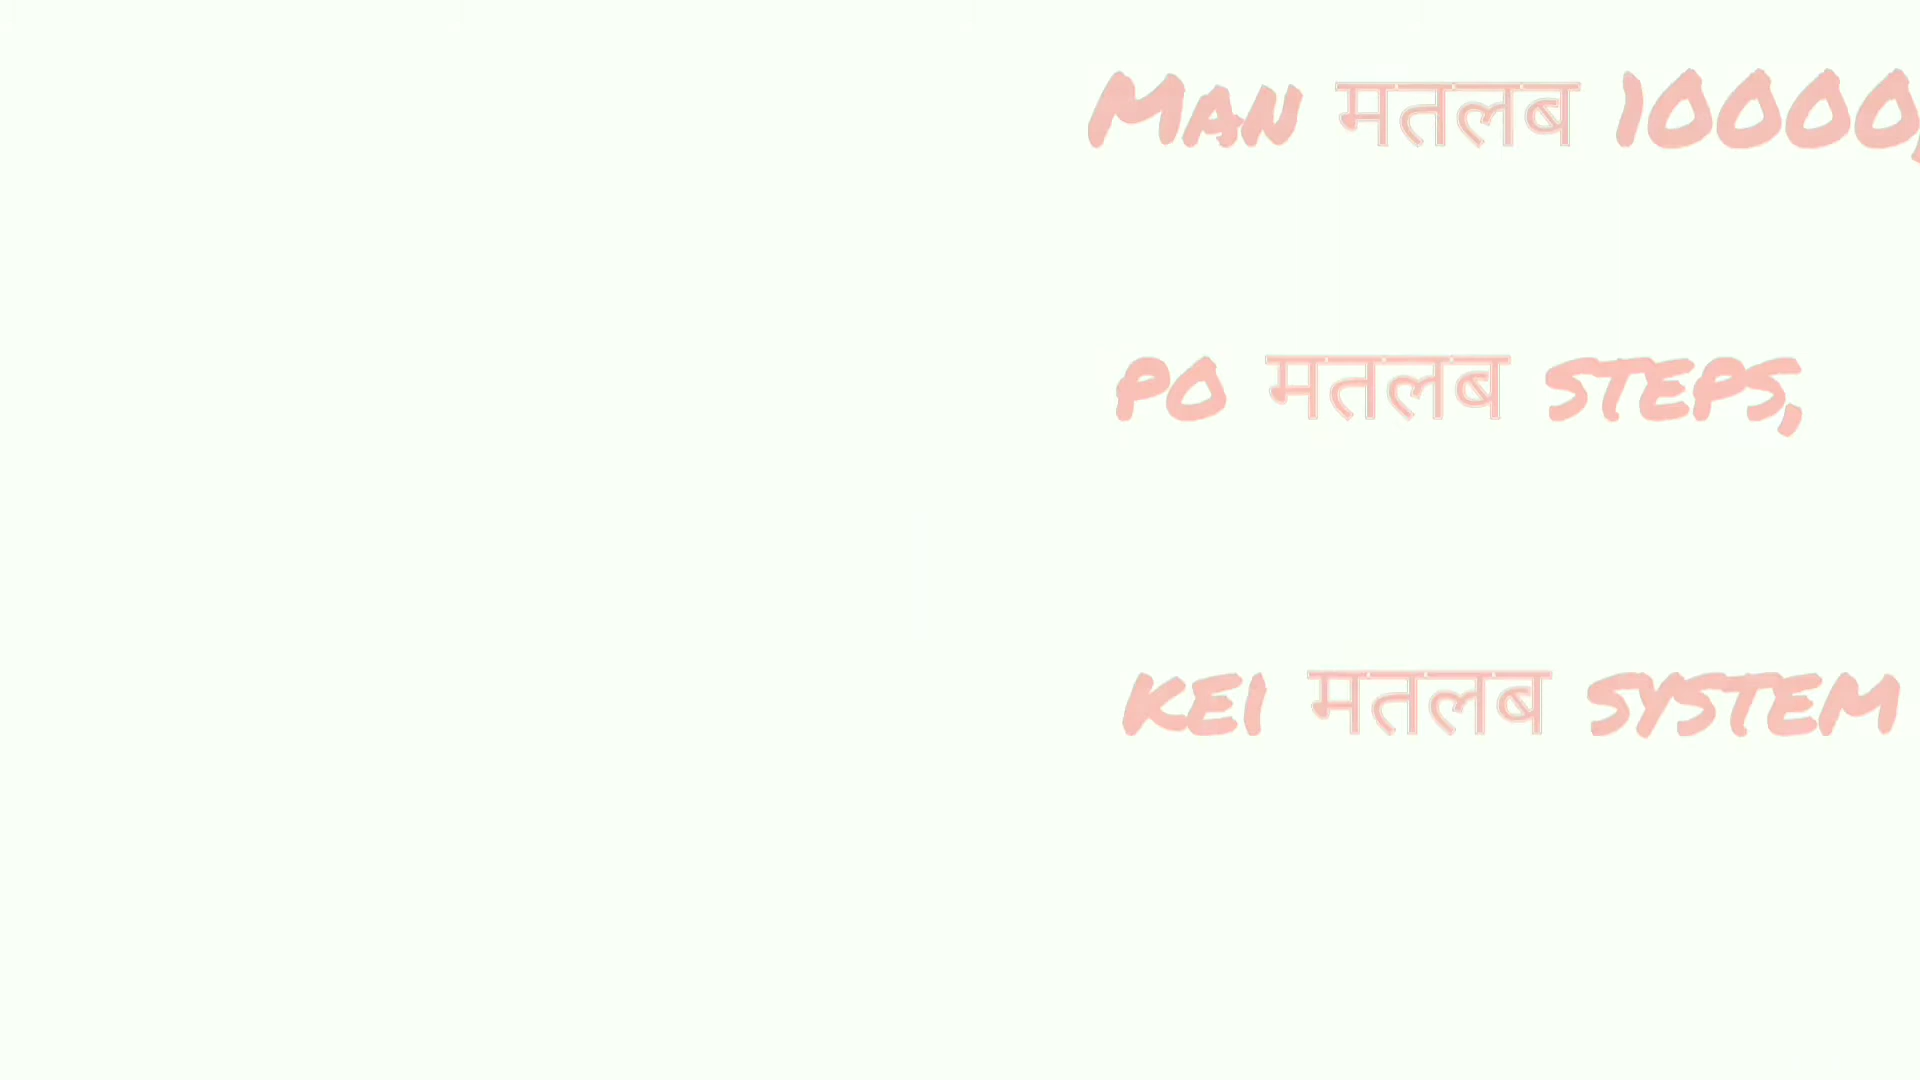 Man मतलब 10000,
PO मतलब STEPS,
KEI मतलब SYSTEM